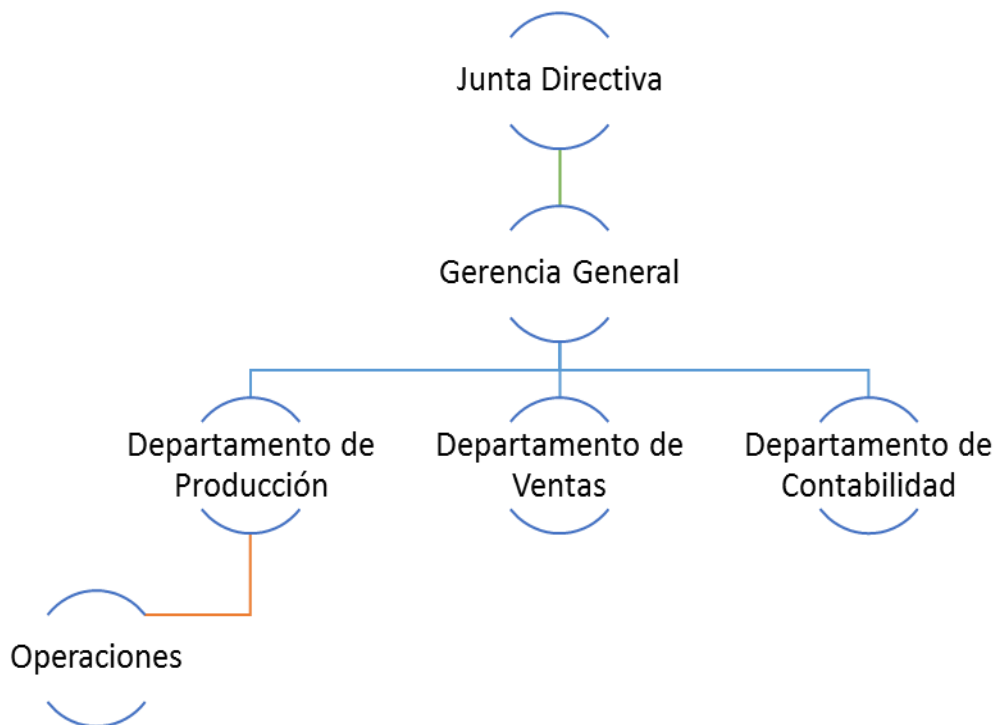 Junta Directiva
Gerencia General
Departamento de
Producción
Departamento de
Ventas
Departamento de
Contabilidad
Operaciones